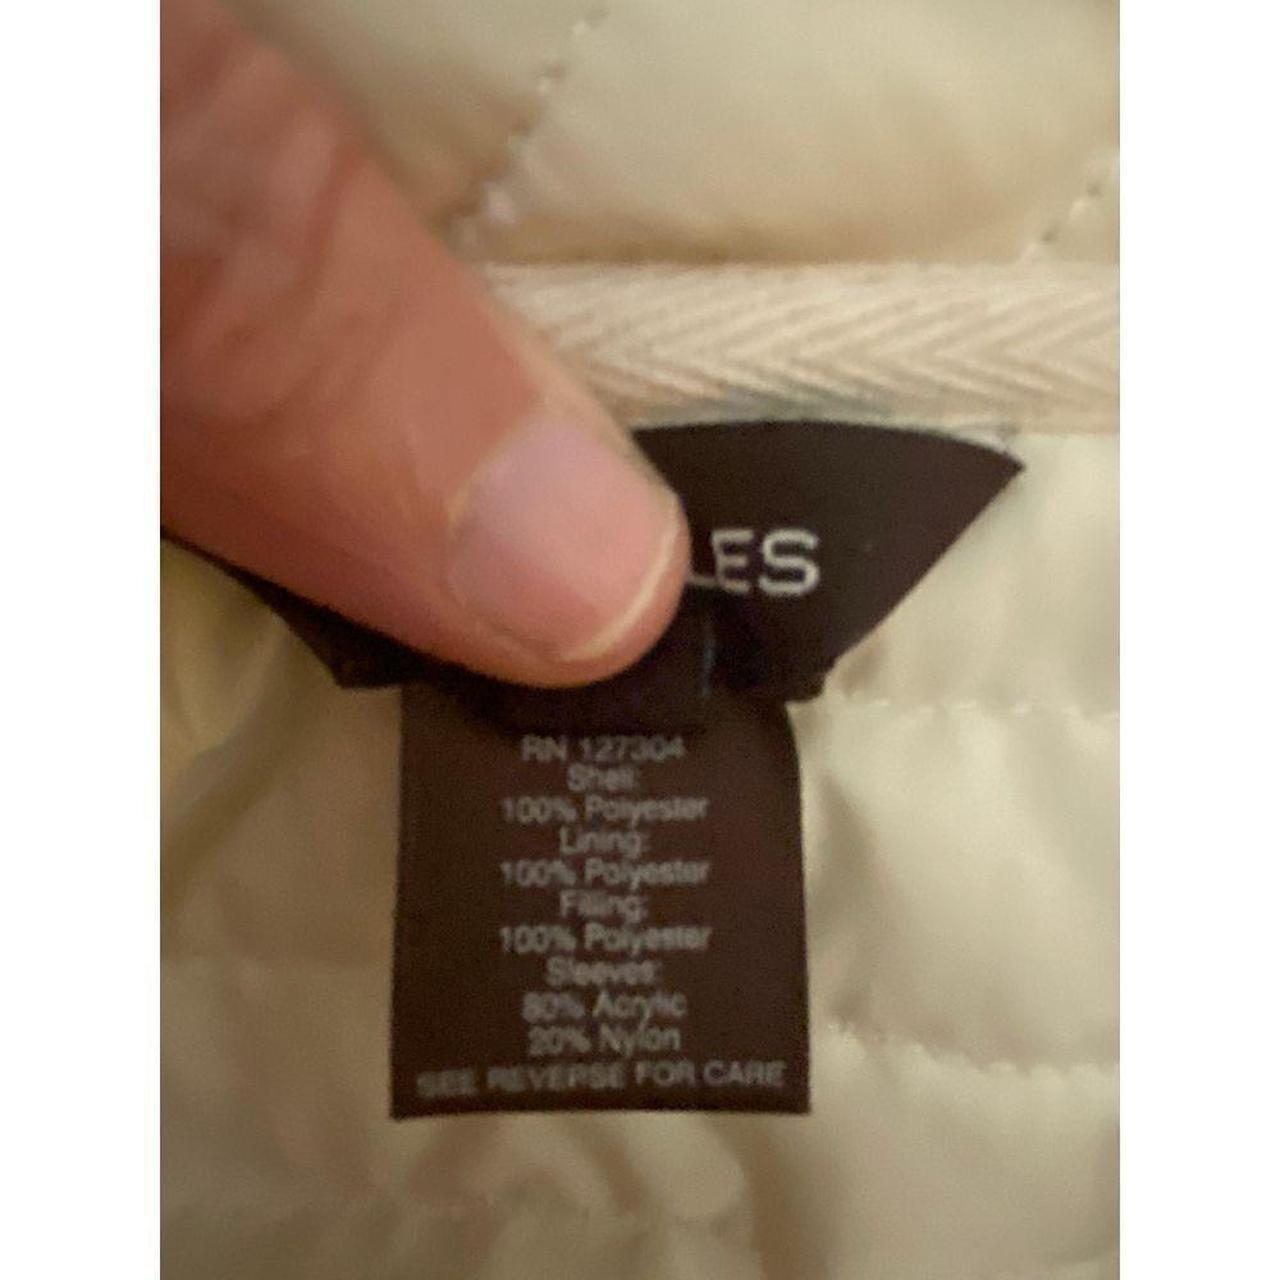 LES
RN 127304
Shell:
100% Polyester
Lining:
100% Polyester
Filling:
100% Polyester
Sleeves:
80% Acrylic
20% Nylon
SEE REVERSE FOR CARE